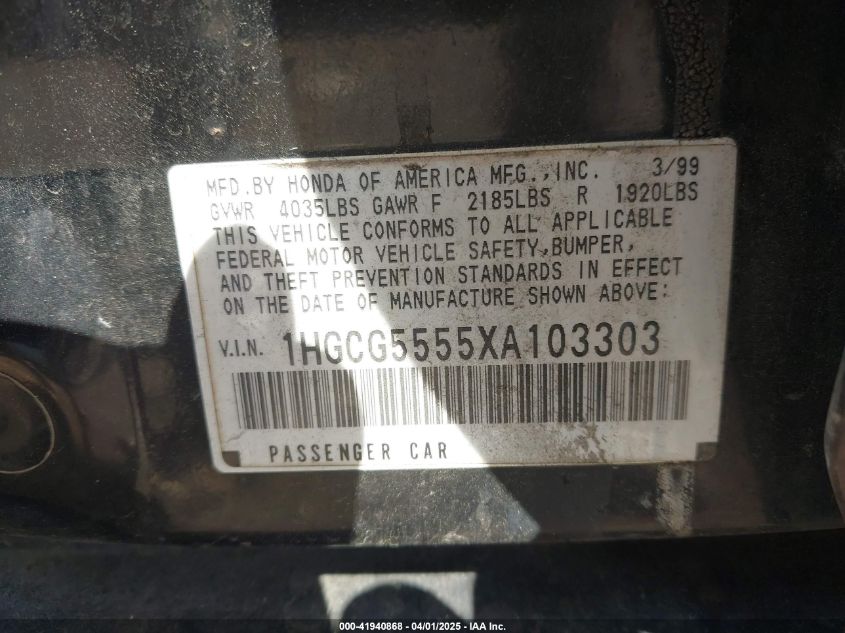 MFD.BY HONDA OF AMERICA MFG.,INC. 3/99
GVWR 4035LBS GAWR F 2185LBS R 1920LBS
THIS VEHICLE CONFORMS TO ALL APPLICABLE
FEDERAL MOTOR VEHICLE SAFETY,BUMPER,
AND THEFT PREVENTION STANDARDS IN EFFECT
ON THE DATE OF MANUFACTURE SHOWN ABOVE:
V.I.N. 1HGCG5555XA103303
PASSENGER CAR
000-41940868 - 04/01/2025 - IAA Inc.